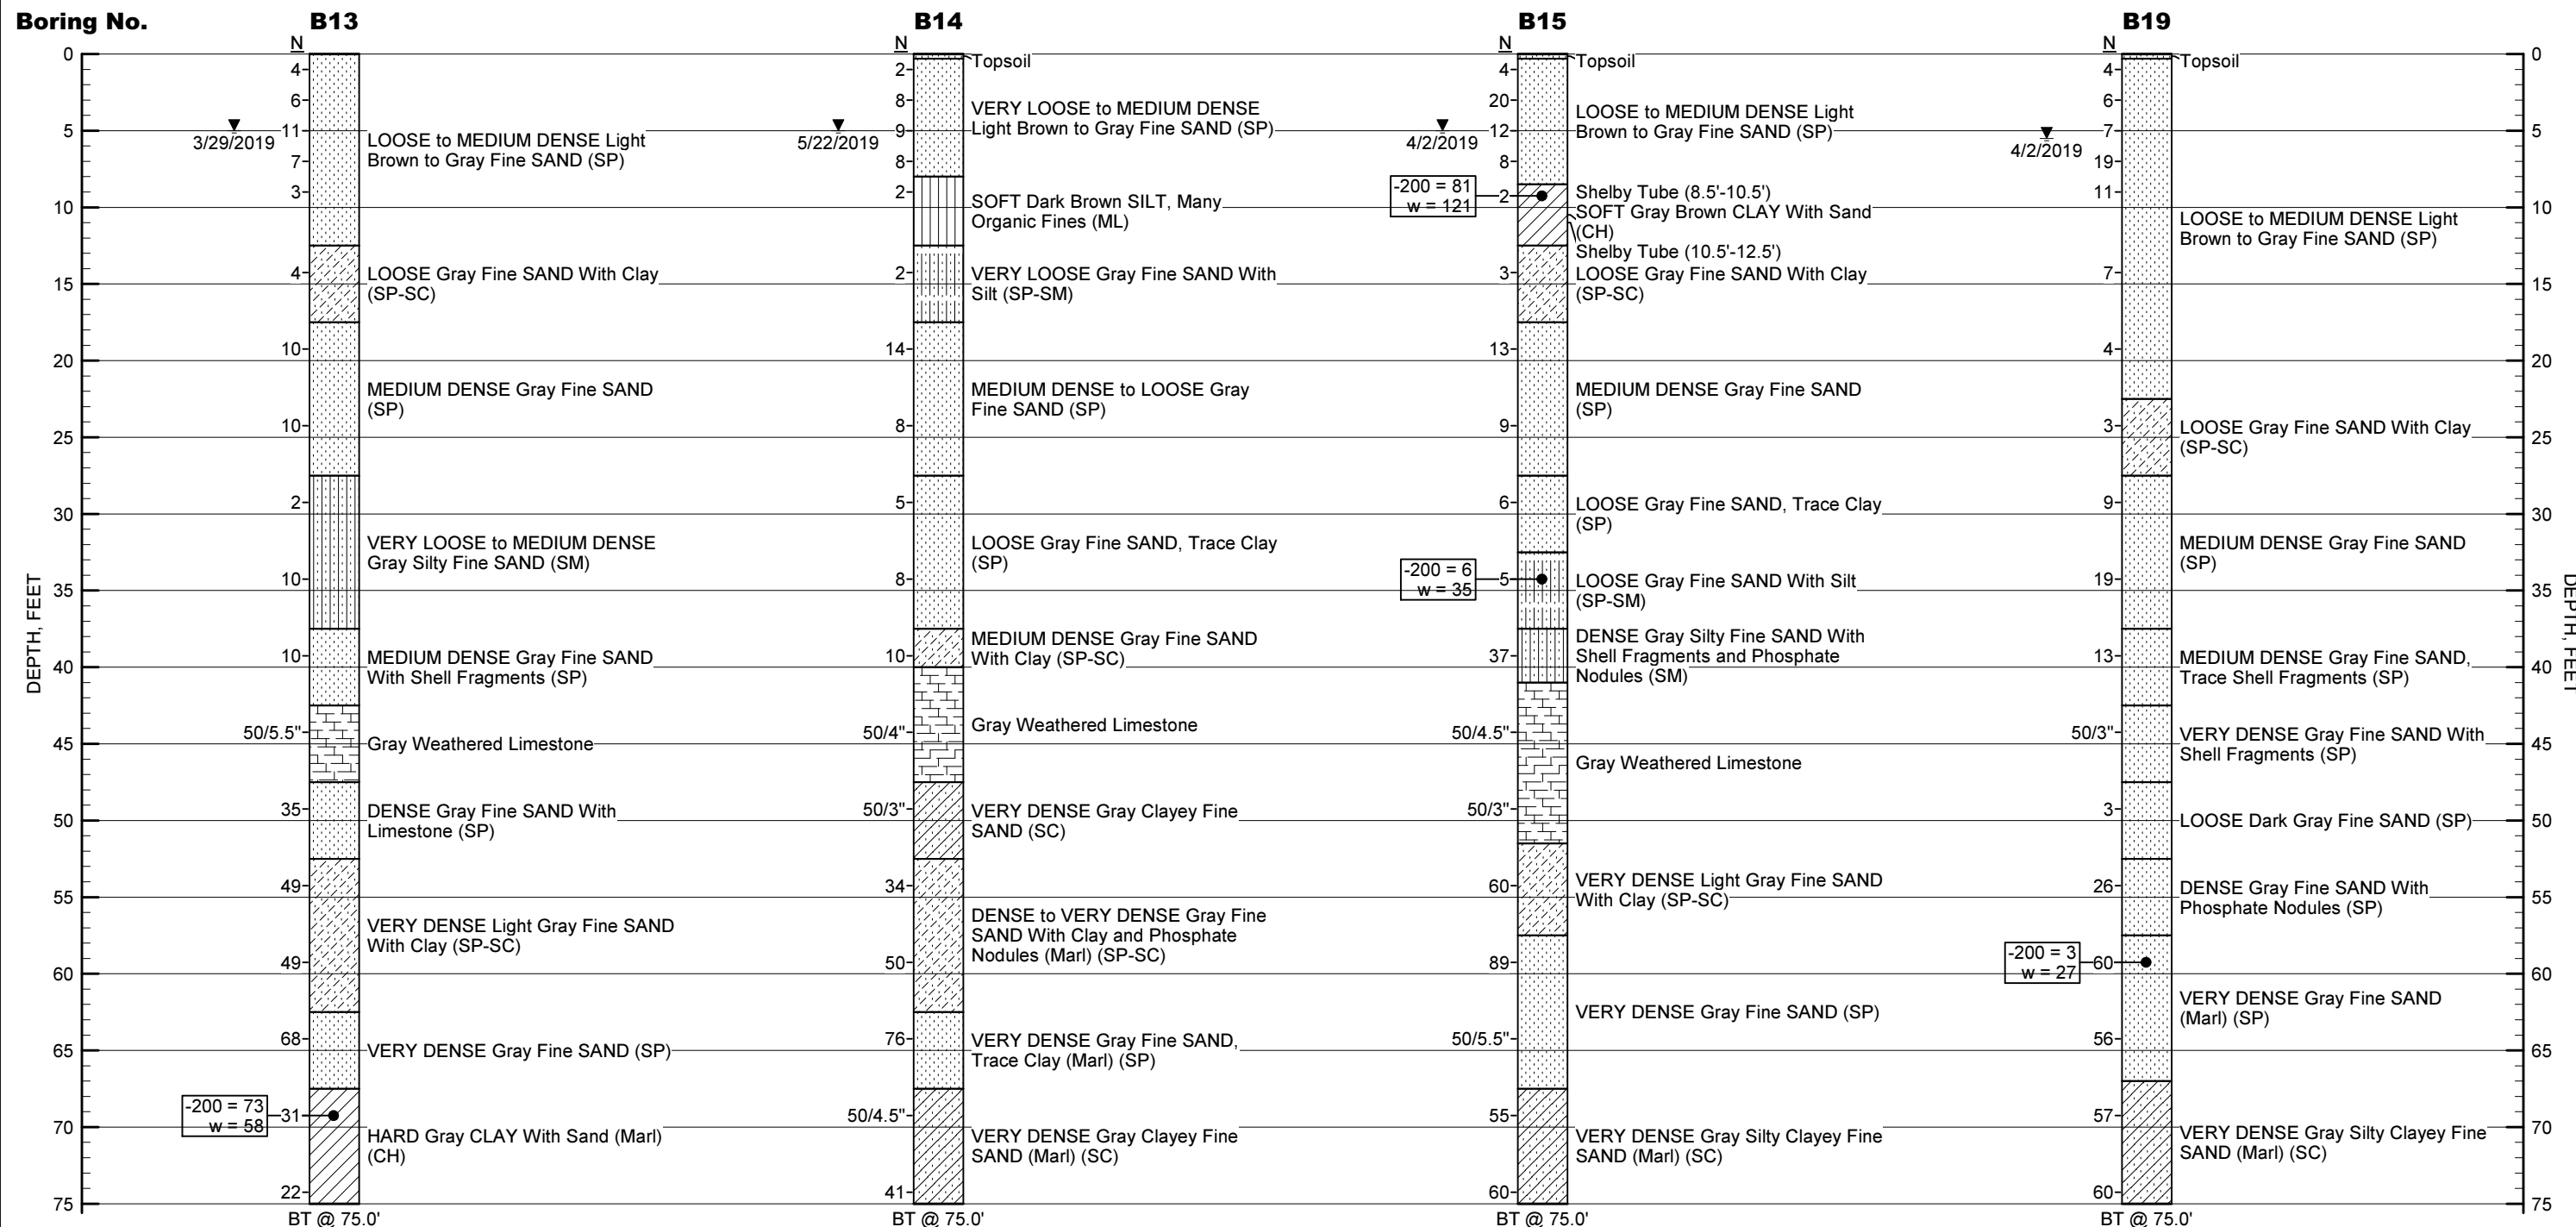 Boring No.
B13
B14
B15
B19
N
N
N
N
0
5
10
15
20
25
30
35
40
45
50
55
60
65
70
75
DEPTH, FEET
3/29/2019
4
6
11
7
3
4
10
10
2
10
10
50/5.5"
35
49
49
68
31
22
-200 = 73
w = 58
LOOSE to MEDIUM DENSE Light
Brown to Gray Fine SAND (SP)
LOOSE Gray Fine SAND With Clay
(SP-SC)
MEDIUM DENSE Gray Fine SAND
(SP)
VERY LOOSE to MEDIUM DENSE
Gray Silty Fine SAND (SM)
MEDIUM DENSE Gray Fine SAND
With Shell Fragments (SP)
Gray Weathered Limestone
DENSE Gray Fine SAND With
Limestone (SP)
VERY DENSE Light Gray Fine SAND
With Clay (SP-SC)
VERY DENSE Gray Fine SAND (SP)
HARD Gray CLAY With Sand (Marl)
(CH)
BT @ 75.0'
5/22/2019
2
8
9
8
2
2
14
8
5
8
10
50/4"
50/3"
34
50
76
50/4.5"
41
Topsoil
VERY LOOSE to MEDIUM DENSE
Light Brown to Gray Fine SAND (SP)
SOFT Dark Brown SILT, Many
Organic Fines (ML)
VERY LOOSE Gray Fine SAND With
Silt (SP-SM)
MEDIUM DENSE to LOOSE Gray
Fine SAND (SP)
LOOSE Gray Fine SAND, Trace Clay
(SP)
MEDIUM DENSE Gray Fine SAND
With Clay (SP-SC)
Gray Weathered Limestone
VERY DENSE Gray Clayey Fine
SAND (SC)
DENSE to VERY DENSE Gray Fine
SAND With Clay and Phosphate
Nodules (Marl) (SP-SC)
VERY DENSE Gray Fine SAND,
Trace Clay (Marl) (SP)
VERY DENSE Gray Clayey Fine
SAND (Marl) (SC)
BT @ 75.0'
4/2/2019
4
20
12
8
2
3
13
9
6
5
37
50/4.5"
50/3"
60
89
50/5.5"
55
60
-200 = 81
w = 121
-200 = 6
w = 35
Topsoil
LOOSE to MEDIUM DENSE Light
Brown to Gray Fine SAND (SP)
Shelby Tube (8.5'-10.5')
SOFT Gray Brown CLAY With Sand
(CH)
Shelby Tube (10.5'-12.5')
LOOSE Gray Fine SAND With Clay
(SP-SC)
MEDIUM DENSE Gray Fine SAND
(SP)
LOOSE Gray Fine SAND, Trace Clay
(SP)
LOOSE Gray Fine SAND With Silt
(SP-SM)
DENSE Gray Silty Fine SAND With
Shell Fragments and Phosphate
Nodules (SM)
Gray Weathered Limestone
VERY DENSE Light Gray Fine SAND
With Clay (SP-SC)
VERY DENSE Gray Fine SAND (SP)
VERY DENSE Gray Silty Clayey Fine
SAND (Marl) (SC)
BT @ 75.0'
4/2/2019
4
6
7
19
11
7
4
3
9
19
13
50/3"
3
26
60
56
57
60
-200 = 3
w = 27
Topsoil
LOOSE to MEDIUM DENSE Light
Brown to Gray Fine SAND (SP)
LOOSE Gray Fine SAND With Clay
(SP-SC)
MEDIUM DENSE Gray Fine SAND
(SP)
MEDIUM DENSE Gray Fine SAND,
Trace Shell Fragments (SP)
VERY DENSE Gray Fine SAND With
Shell Fragments (SP)
LOOSE Dark Gray Fine SAND (SP)
DENSE Gray Fine SAND With
Phosphate Nodules (SP)
VERY DENSE Gray Fine SAND
(Marl) (SP)
VERY DENSE Gray Silty Clayey Fine
SAND (Marl) (SC)
BT @ 75.0'
0
5
10
15
20
25
30
35
40
45
50
55
60
65
70
75
DEPTH, FEET